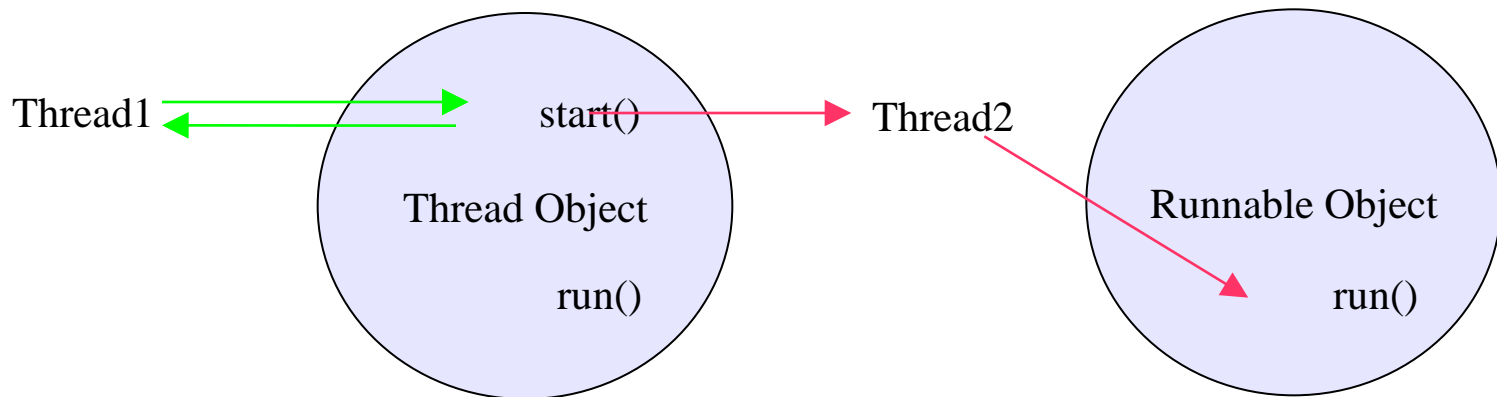 Thread1
start()
Thread Object
run()
Thread2
Runnable Object
run()